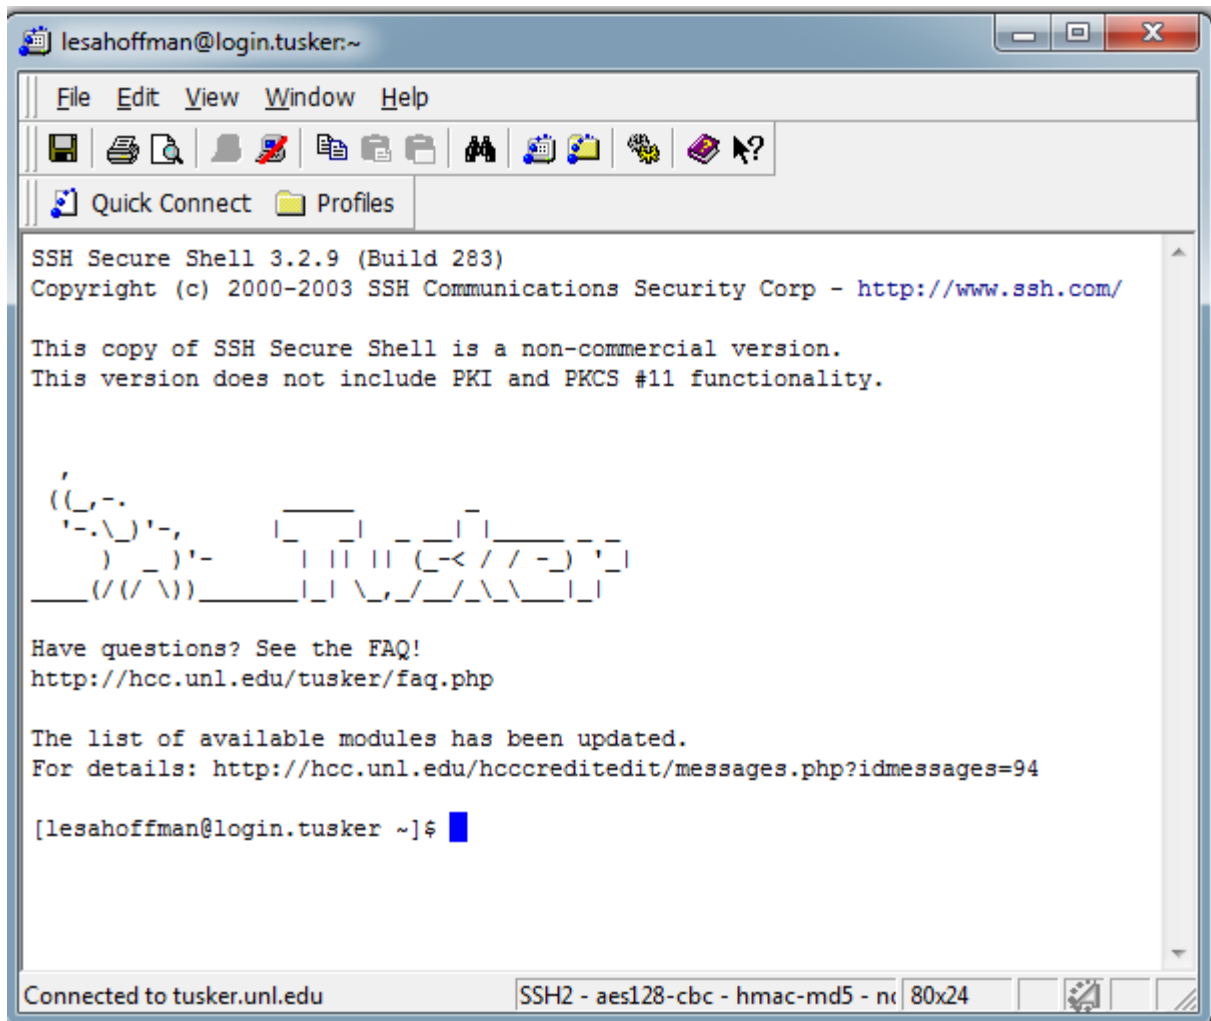 lesahoffman@login.tusker:~
File Edit View Window Help
Quick Connect Profiles
SSH Secure Shell 3.2.9 (Build 283)
Copyright (c) 2000-2003 SSH Communications Security Corp - http://www.ssh.com/
This copy of SSH Secure Shell is a non-commercial version.
This version does not include PKI and PKCS #11 functionality.
Tusker
Have questions? See the FAQ!
http://hcc.unl.edu/tusker/faq.php
The list of available modules has been updated.
For details: http://hcc.unl.edu/hcccreditedit/messages.php?idmessages=94
[lesahoffman@login.tusker ~]$
Connected to tusker.unl.edu
SSH2 - aes128-cbc - hmac-md5 - 80x24